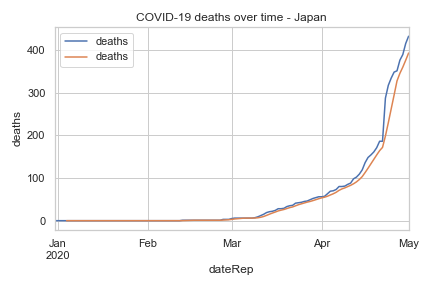 COVID-19 deaths over time - Japan
deaths
deaths
deaths
400
300
200
100
0
Jan
2020
Feb
Mar
Apr
May
dateRep